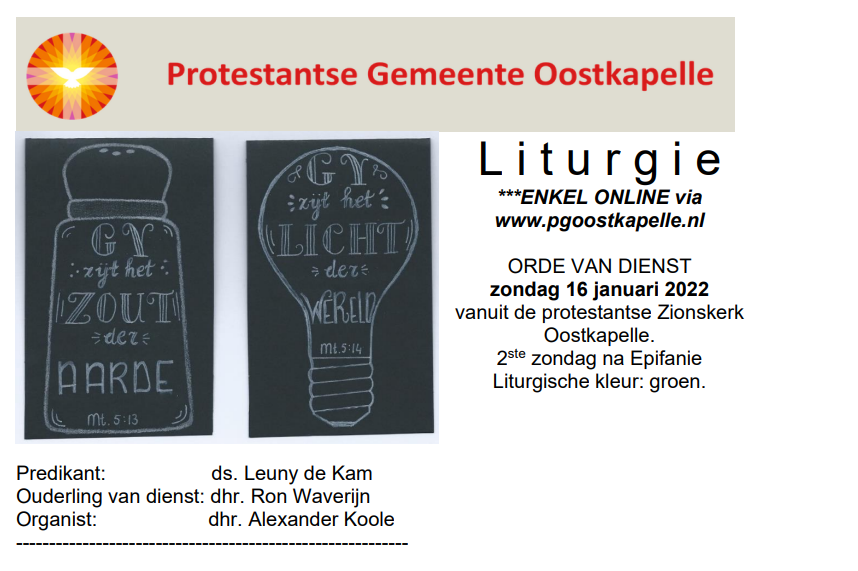 Protestantse Gemeente Oostkapelle
GY
zijt het
ZOUT
der
AARDE
Mt. 5:13
GY
zijt het
LICHT
der
WERELD
Mt. 5:14
Liturgie
***ENKEL ONLINE via
www.pgoostkapelle.nl
ORDE VAN DIENST
zondag 16 januari 2022
vanuit de protestantse Zionskerk
Oostkapelle.
2ste zondag na Epifanie
Liturgische kleur: groen.
Predikant: ds. Leuny de Kam
Ouderling van dienst: dhr. Ron Waverijn
Organist: dhr. Alexander Koole
-----------------------------------------------------------